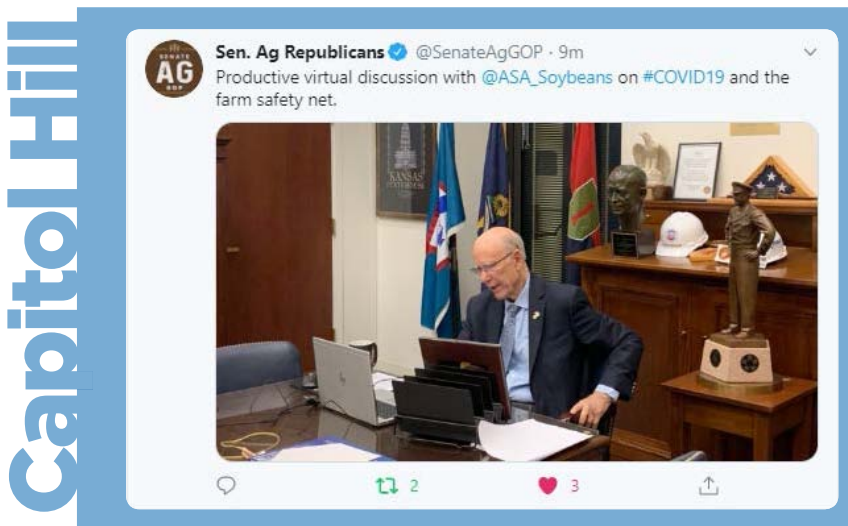 Capitol Hill
SENATE
AG
GOP
Sen. Ag Republicans @SenateAgGOP · 9m
Productive virtual discussion with @ASA_Soybeans on #COVID19 and the
farm safety net.
KANSAS
STATEHOUSE
2
3